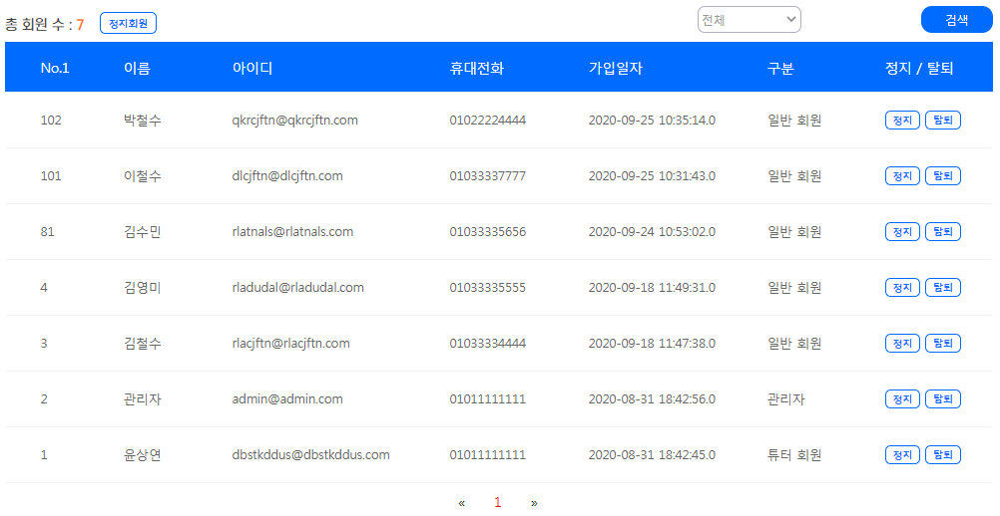 총 회원 수 : 7 정지회원 전체 검색
No.1 이름 아이디 휴대전화 가입일자 구분 정지 / 탈퇴
102 박철수 qkrcjftn@qkrcjftn.com 01022224444 2020-09-25 10:35:14.0 일반 회원 정지 탈퇴
101 이철수 dlcjftn@dlcjftn.com 01033337777 2020-09-25 10:31:43.0 일반 회원 정지 탈퇴
81 김수민 rlatnals@rlatnals.com 01033335656 2020-09-24 10:53:02.0 일반 회원 정지 탈퇴
4 김영미 rladudal@rladudal.com 01033335555 2020-09-18 11:49:31.0 일반 회원 정지 탈퇴
3 김철수 rlacjftn@rlacjftn.com 01033334444 2020-09-18 11:47:38.0 일반 회원 정지 탈퇴
2 관리자 admin@admin.com 01011111111 2020-08-31 18:42:56.0 관리자 정지 탈퇴
1 윤상연 dbstkddus@dbstkddus.com 01011111111 2020-08-31 18:42:45.0 튜터 회원 정지 탈퇴
« 1 »